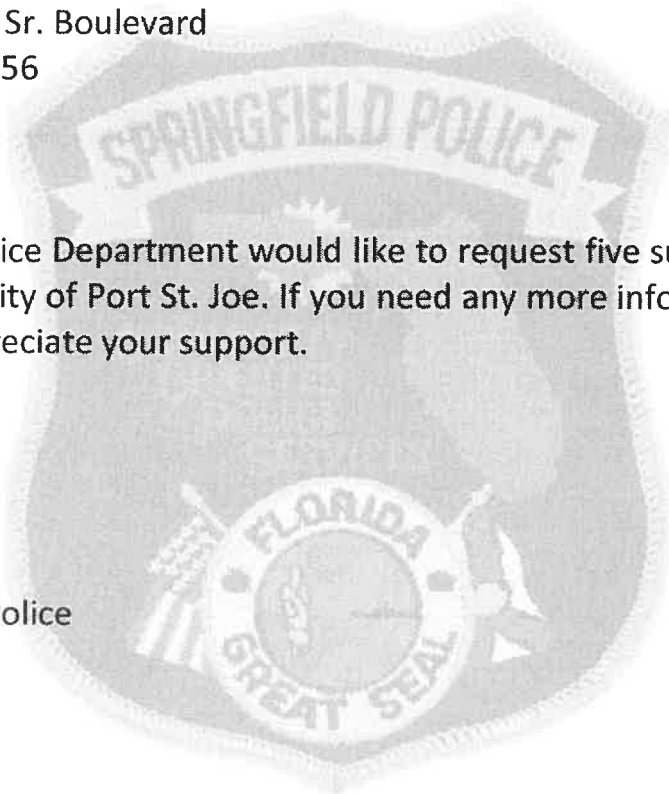 Sr. Boulevard
56
SPRINGFIELD POLICE
ice Department would like to request five su
ity of Port St. Joe. If you need any more info
reciate your support.
FLORIDA
GREAT SEAL
olice